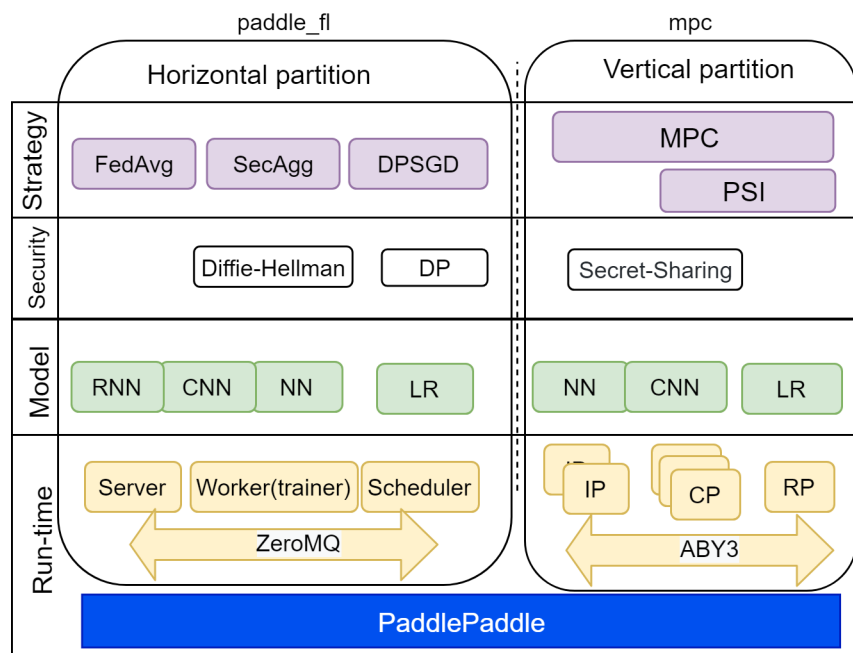 paddle_fl
mpc
Horizontal partition
Vertical partition
Strategy
FedAvg
SecAgg
DPSGD
MPC
PSI
Security
Diffie-Hellman
DP
Secret-Sharing
Model
RNN
CNN
NN
LR
NN
CNN
LR
Run-time
Server
Worker(trainer)
Scheduler
ZeroMQ
IP
CP
RP
ABY3
PaddlePaddle